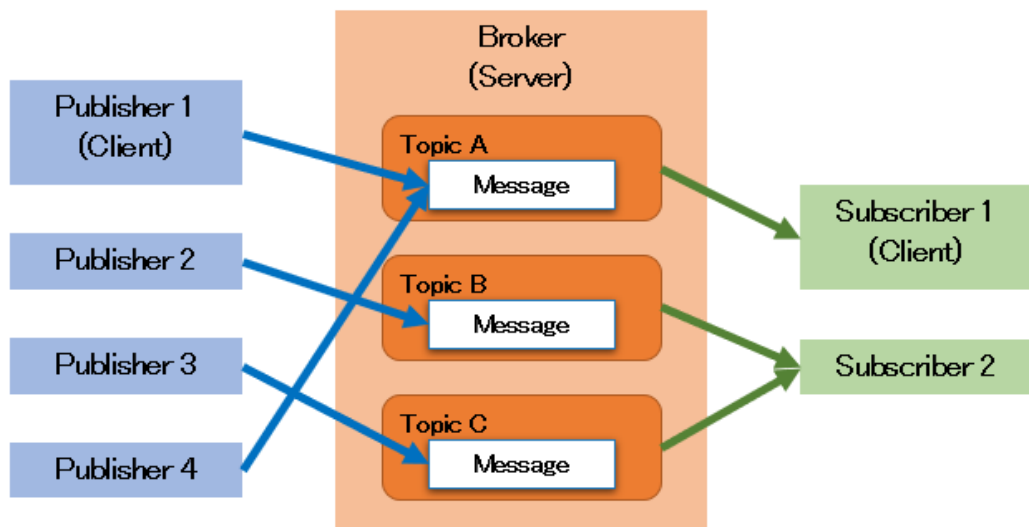 Broker
(Server)
Publisher 1
(Client)
Publisher 2
Publisher 3
Publisher 4
Topic A
Message
Topic B
Message
Topic C
Message
Subscriber 1
(Client)
Subscriber 2